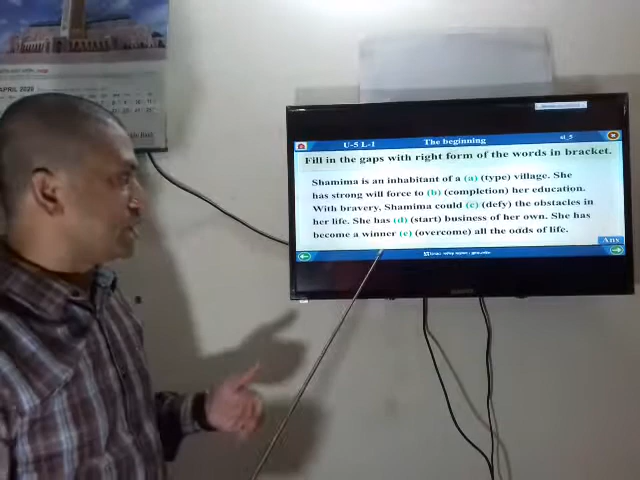 APRIL 2020
U-5 L-1 The beginning sl_5
Fill in the gaps with right form of the words in bracket.
Shamima is an inhabitant of a (a) (type) village. She
has strong will force to (b) (completion) her education.
With bravery, Shamima could (c) (defy) the obstacles in
her life. She has (d) (start) business of her own. She has
become a winner (e) (overcome) all the odds of life.
Ans